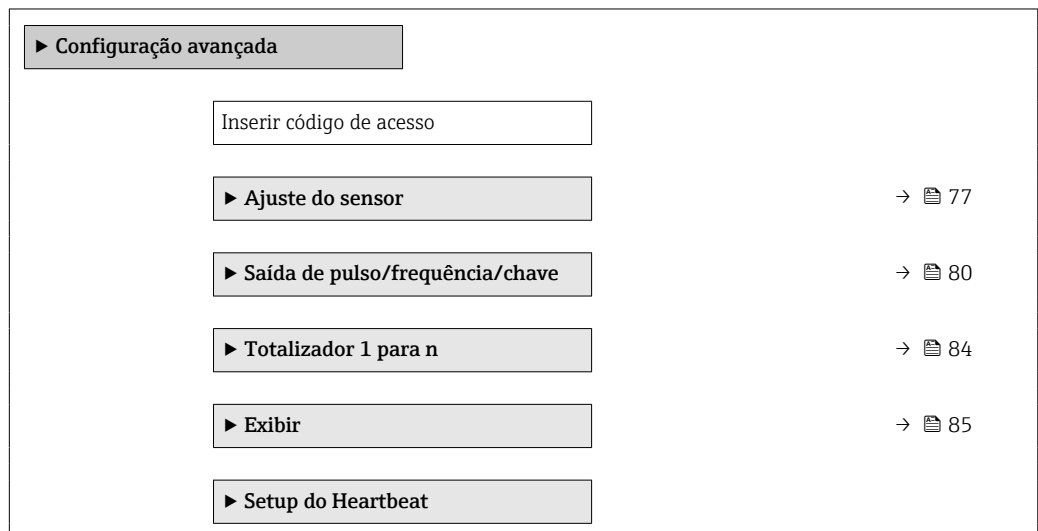 ▶ Configuração avançada
Inserir código de acesso
▶ Ajuste do sensor → 77
▶ Saída de pulso/frequência/chave → 80
▶ Totalizador 1 para n → 84
▶ Exibir → 85
▶ Setup do Heartbeat